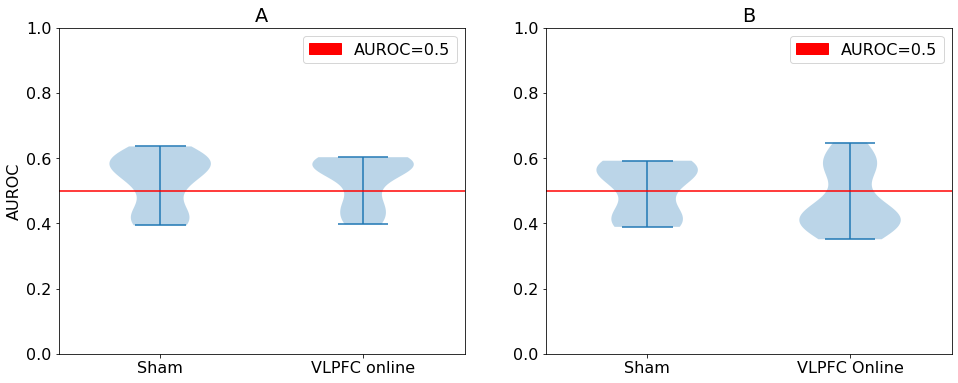 A
1.0
0.8
0.6
0.4
0.2
0.0
AUROC
AUROC=0.5
Sham
VLPFC online
B
1.0
0.8
0.6
0.4
0.2
0.0
AUROC=0.5
Sham
VLPFC Online